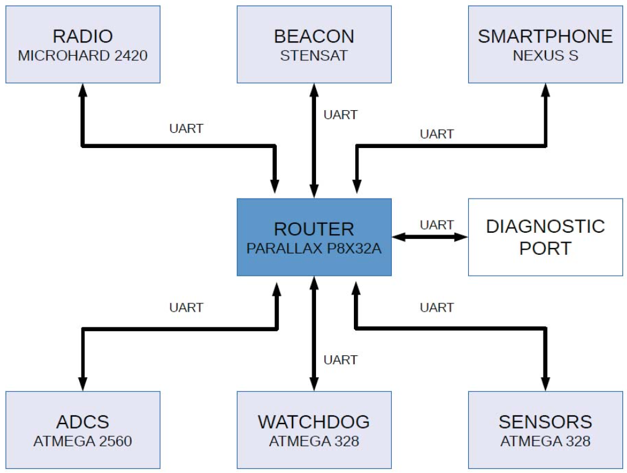 RADIO
MICROHARD 2420
BEACON
STENSAT
SMARTPHONE
NEXUS S
UART
UART
UART
ROUTER
PARALLAX P8X32A
UART
DIAGNOSTIC
PORT
UART
UART
UART
ADCS
ATMEGA 2560
WATCHDOG
ATMEGA 328
SENSORS
ATMEGA 328